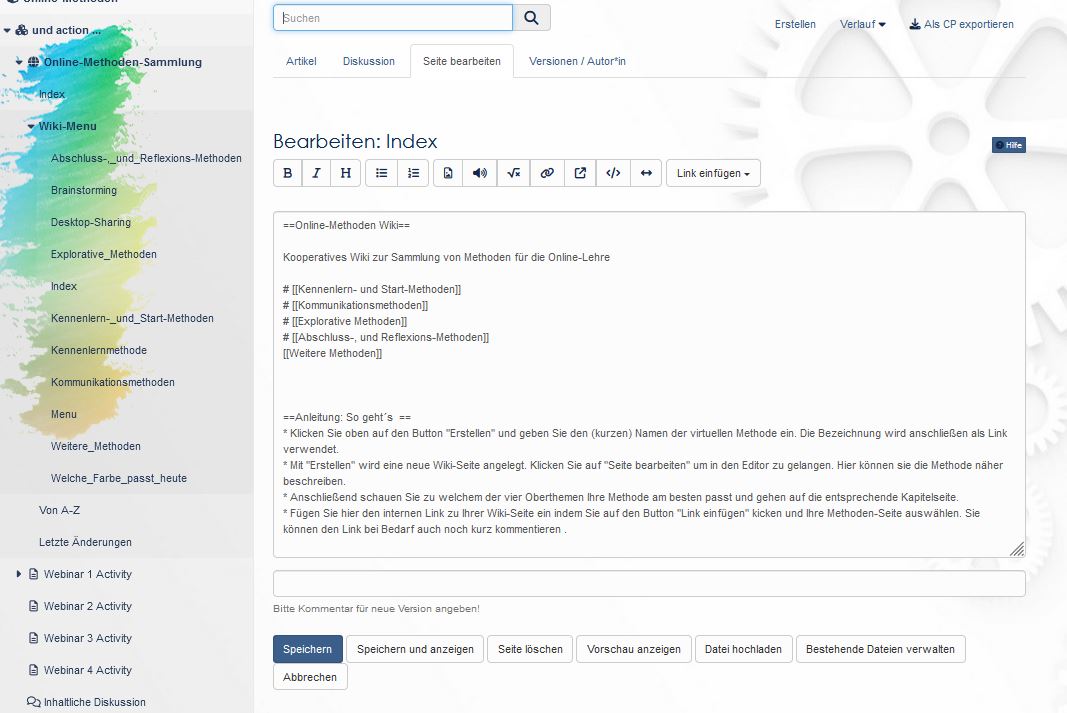 Online-Methoden
und action ...
Online-Methoden-Sammlung
Index
Wiki-Menu
Abschluss-,_und_Reflexions-Methoden
Brainstorming
Desktop-Sharing
Explorative_Methoden
Index
Kennenlern-_und_Start-Methoden
Kennenlernmethode
Kommunikationsmethoden
Menu
Weitere_Methoden
Welche_Farbe_passt_heute
Von A-Z
Letzte Änderungen
Webinar 1 Activity
Webinar 2 Activity
Webinar 3 Activity
Webinar 4 Activity
Inhaltliche Diskussion
Suchen
Erstellen Verlauf Als CP exportieren
Artikel Diskussion Seite bearbeiten Versionen / Autor*in
Bearbeiten: Index
Hilfe
B I H Link einfügen
==Online-Methoden Wiki==
Kooperatives Wiki zur Sammlung von Methoden für die Online-Lehre
# [[Kennenlern- und Start-Methoden]]
# [[Kommunikationsmethoden]]
# [[Explorative Methoden]]
# [[Abschluss-, und Reflexions-Methoden]]
[[Weitere Methoden]]
==Anleitung: So geht´s  ==
* Klicken Sie oben auf den Button "Erstellen" und geben Sie den (kurzen) Namen der virtuellen Methode ein. Die Bezeichnung wird anschließen als Link
verwendet.
* Mit "Erstellen" wird eine neue Wiki-Seite angelegt. Klicken Sie auf "Seite bearbeiten" um in den Editor zu gelangen. Hier können sie die Methode näher
beschreiben.
* Anschließend schauen Sie zu welchem der vier Oberthemen Ihre Methode am besten passt und gehen auf die entsprechende Kapitelseite.
* Fügen Sie hier den internen Link zu Ihrer Wiki-Seite ein indem Sie auf den Button "Link einfügen" kicken und Ihre Methoden-Seite auswählen. Sie
können den Link bei Bedarf auch noch kurz kommentieren .
Bitte Kommentar für neue Version angeben!
Speichern Speichern und anzeigen Seite löschen Vorschau anzeigen Datei hochladen Bestehende Dateien verwalten
Abbrechen